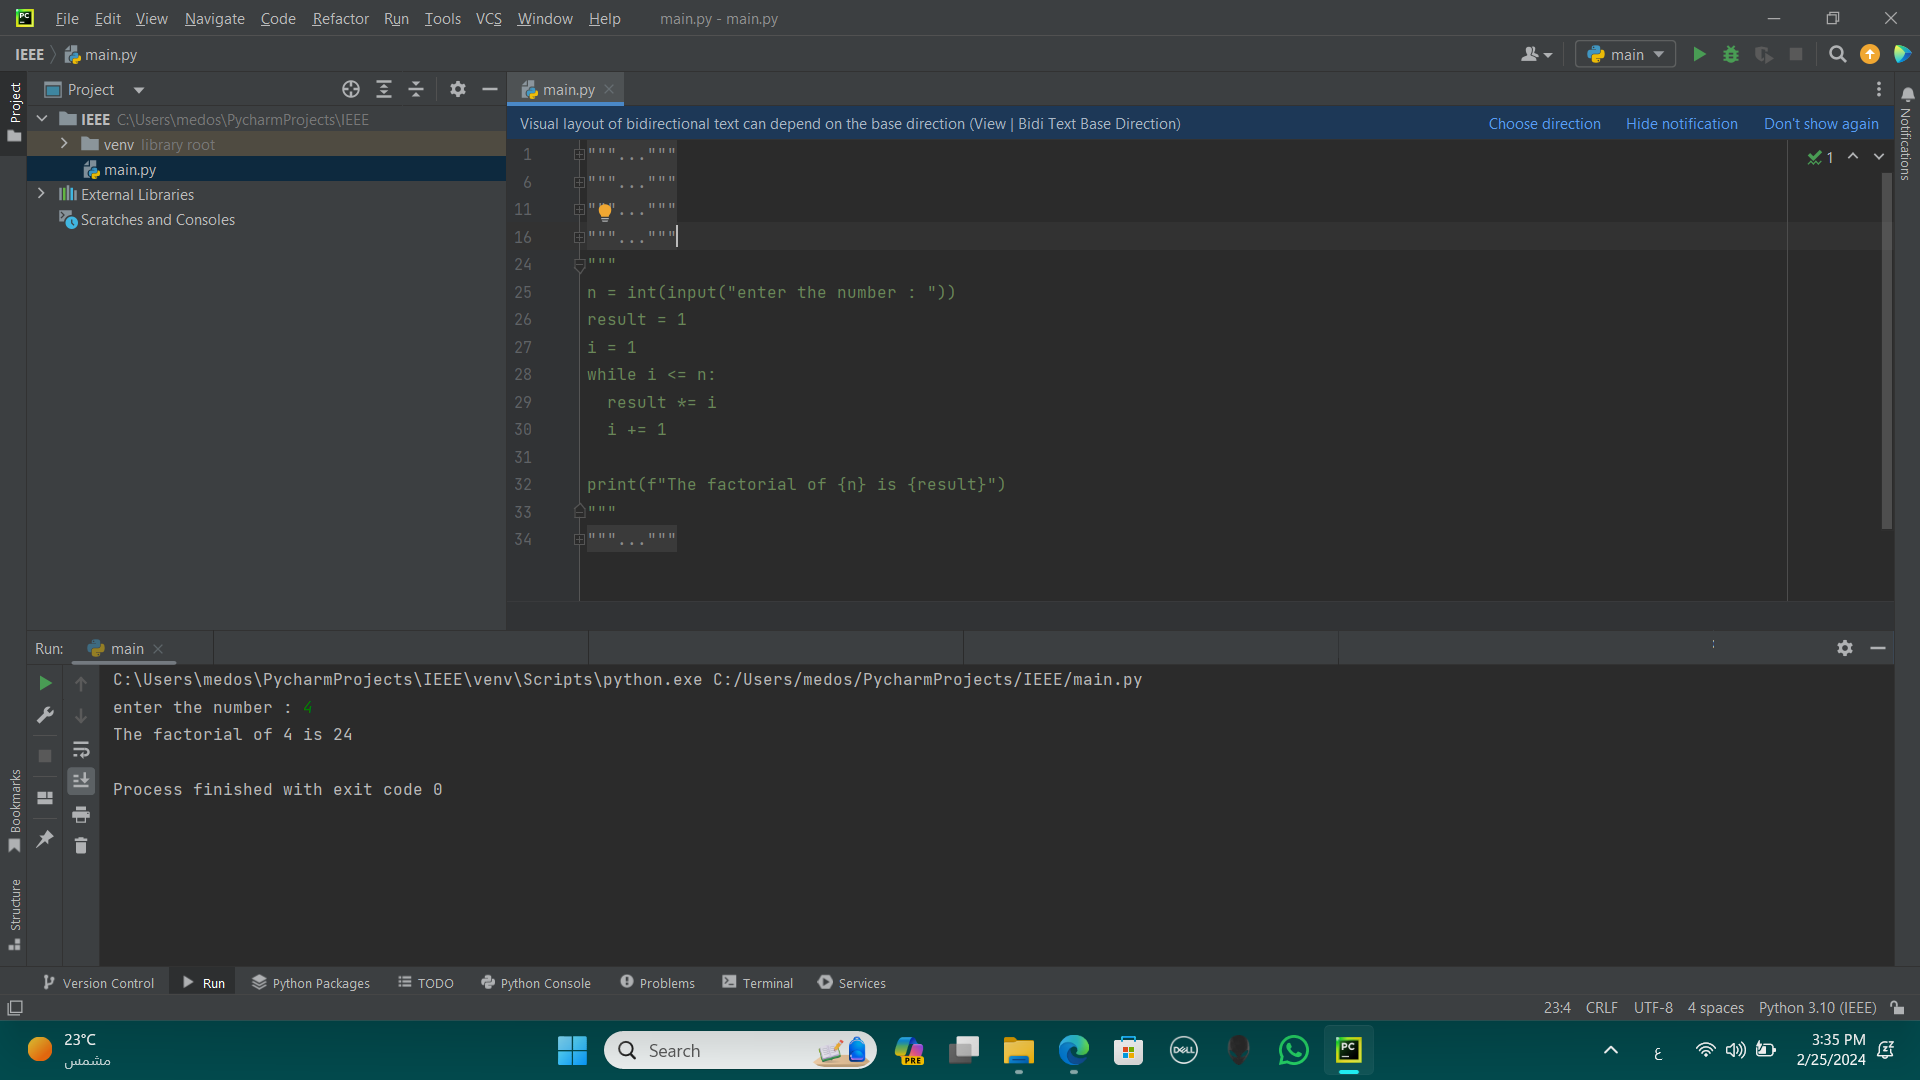 PC File Edit View Navigate Code Refactor Run Tools VCS Window Help main.py - main.py
IEEE main.py
main
Project
Project
IEEE C:\Users\medos\PycharmProjects\IEEE
venv library root
main.py
External Libraries
Scratches and Consoles
main.py
Visual layout of bidirectional text can depend on the base direction (View | Bidi Text Base Direction) Choose direction Hide notification Don't show again
Notifications
1
1 """..."""
6 """..."""
11 """..."""
16 """..."""
24 """
25 n = int(input("enter the number : "))
26 result = 1
27 i = 1
28 while i <= n:
29 result *= i
30 i += 1
31
32 print(f"The factorial of {n} is {result}")
33 """
34 """..."""
Run: main
C:\Users\medos\PycharmProjects\IEEE\venv\Scripts\python.exe C:/Users/medos/PycharmProjects/IEEE/main.py
enter the number : 4
The factorial of 4 is 24
Process finished with exit code 0
Bookmarks
Structure
Version Control Run Python Packages TODO Python Console Problems Terminal Services
23:4 CRLF UTF-8 4 spaces Python 3.10 (IEEE)
23°C
مشمس
Search
PRE
DELL
PC
ع
3:35 PM
2/25/2024